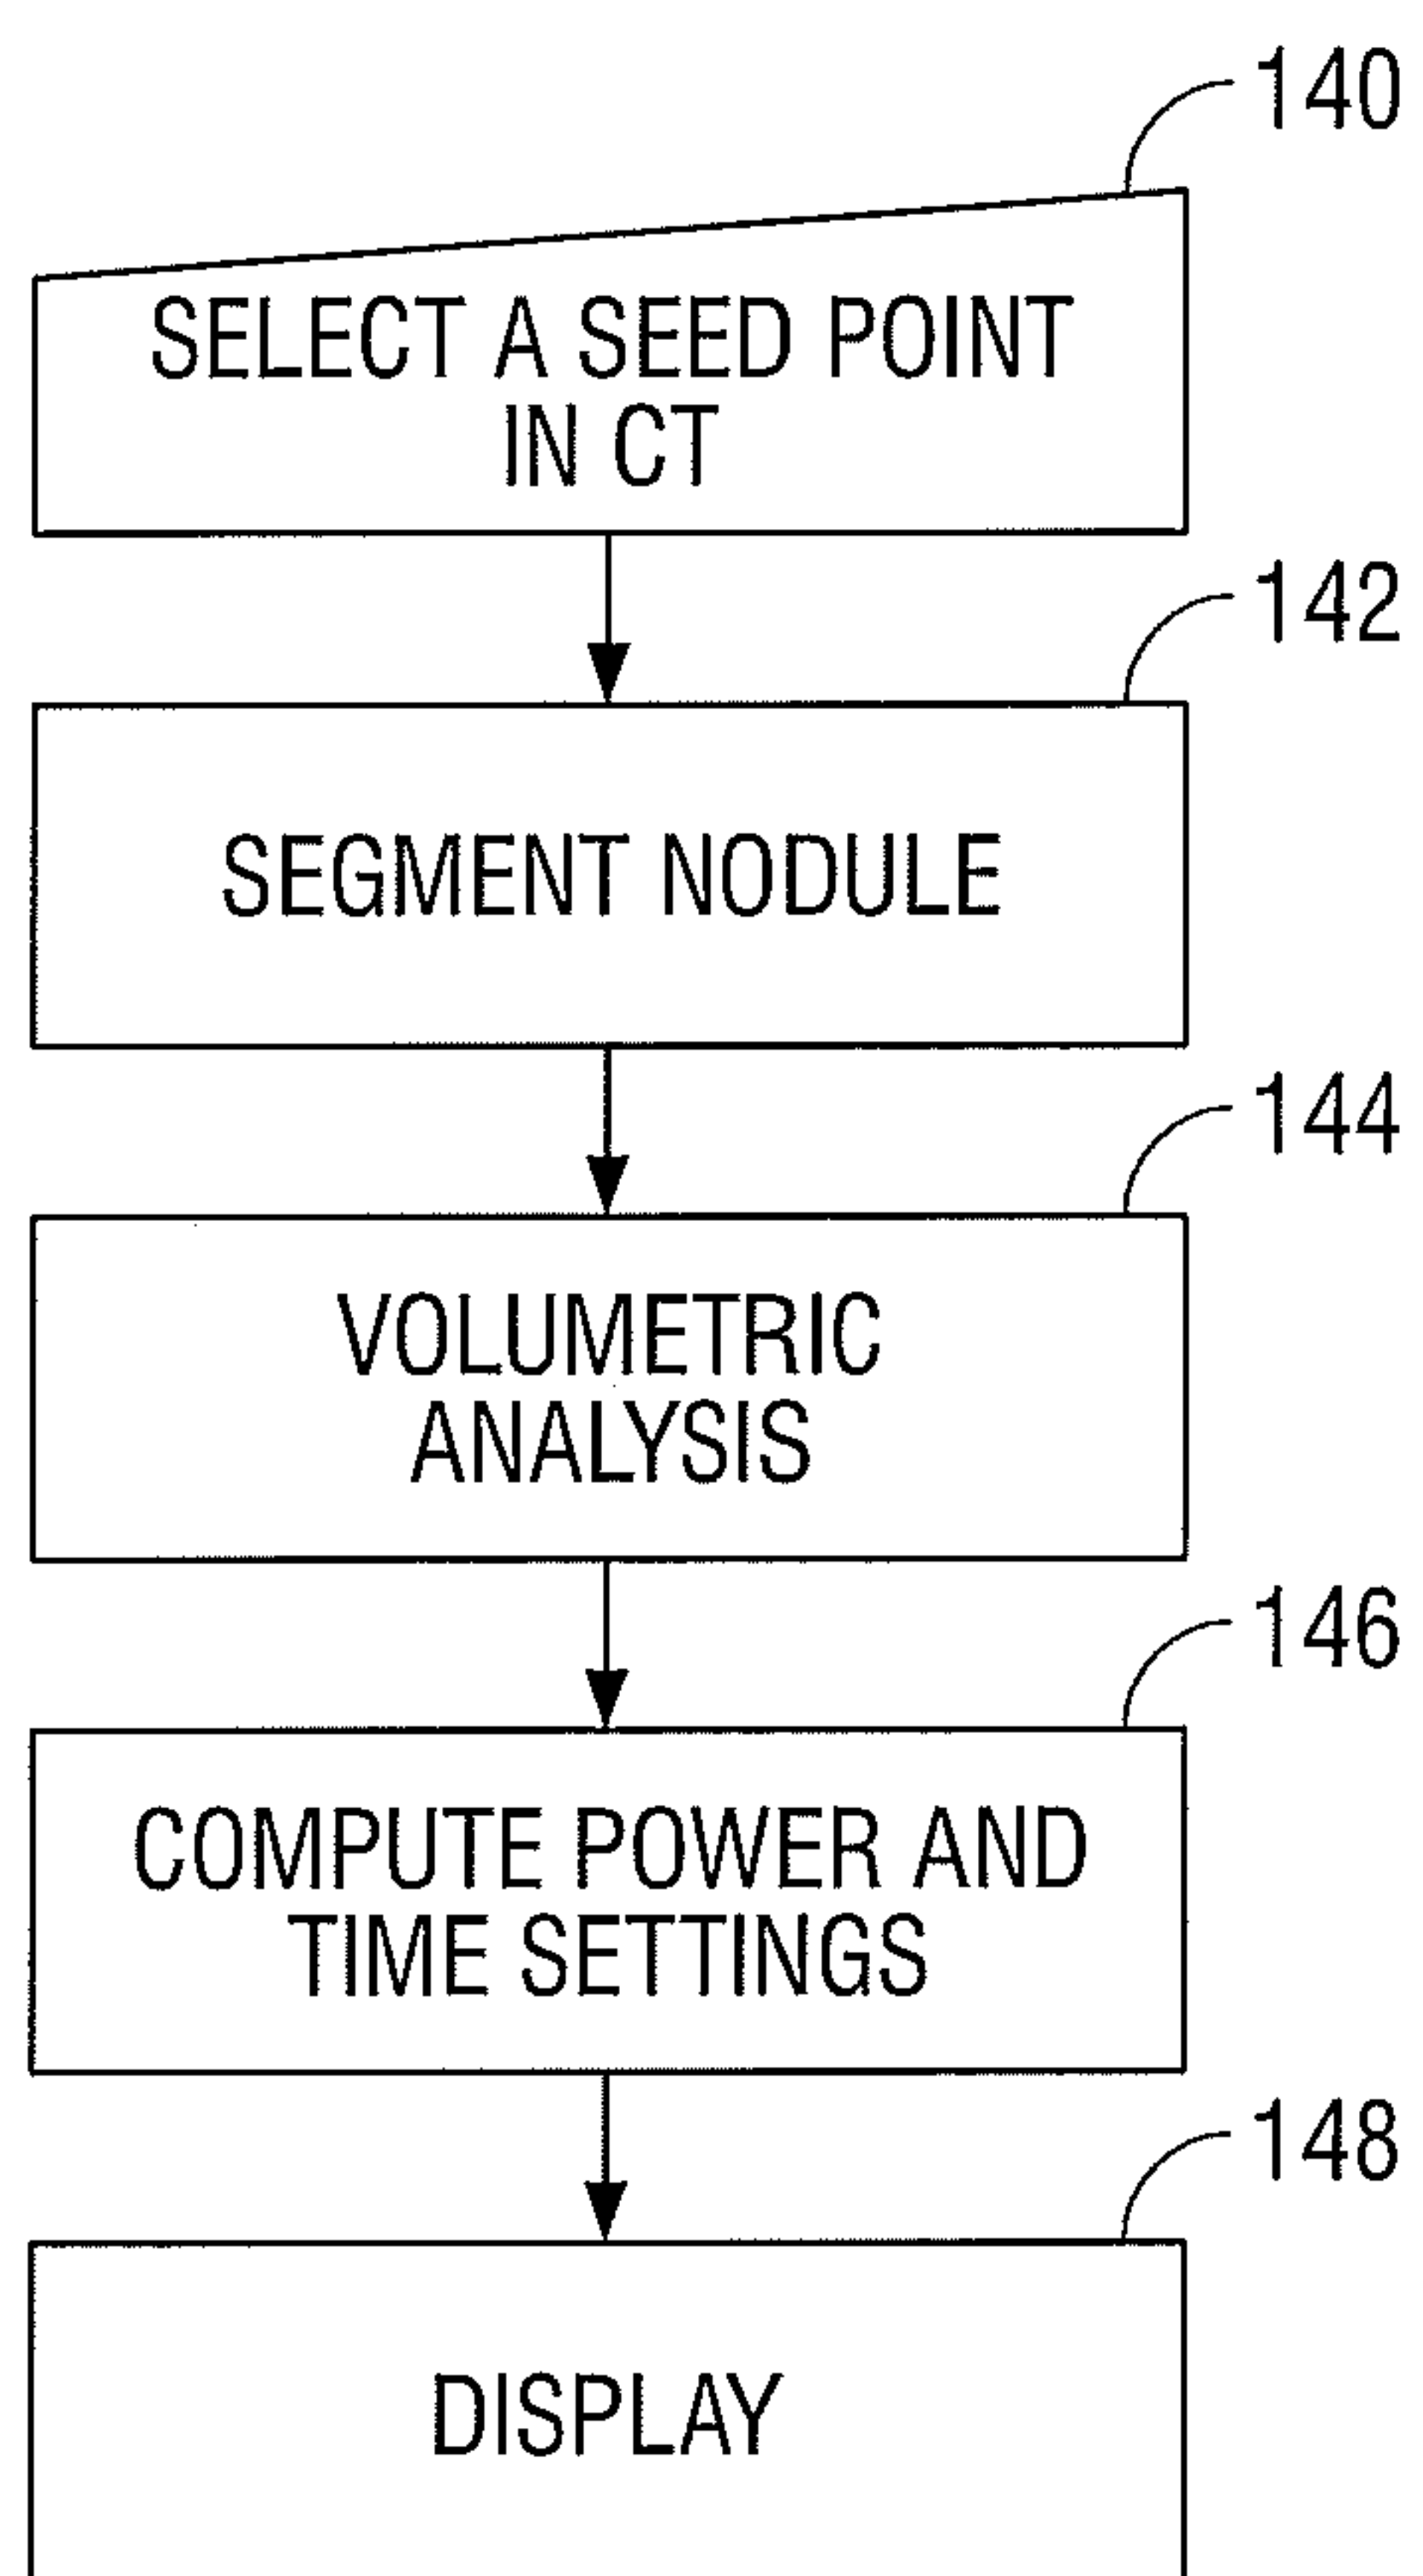 140
SELECT A SEED POINT
IN CT
142
SEGMENT NODULE
144
VOLUMETRIC
ANALYSIS
146
COMPUTE POWER AND
TIME SETTINGS
148
DISPLAY